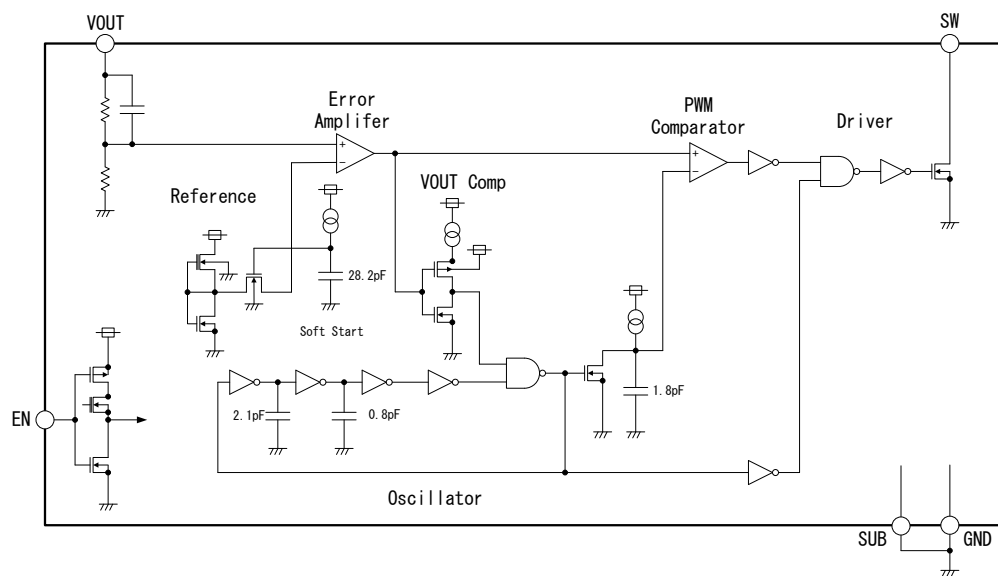 VOUT
SW
Error
Amplifer
PWM
Comparator
Driver
+
−
+
−
VOUT Comp
Reference
28.2pF
Soft Start
EN
2.1pF
0.8pF
1.8pF
Oscillator
SUB
GND